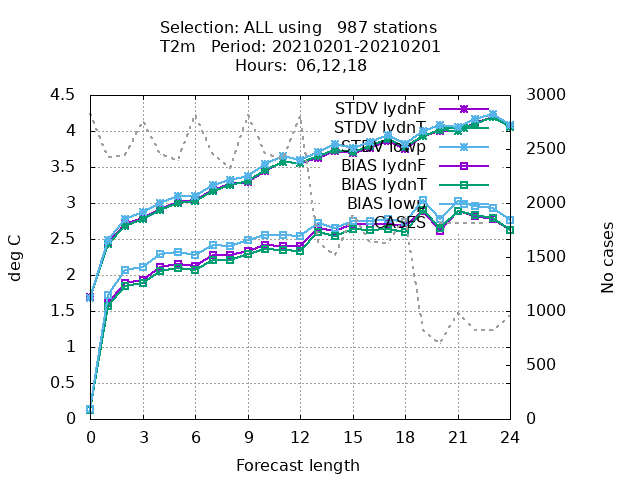 Selection: ALL using   987 stations
T2m   Period: 20210201-20210201
Hours:  06,12,18
STDV lydnF
STDV lydnT
STDV lowp
BIAS lydnF
BIAS lydnT
BIAS lowp
CASES
4.5
4
3.5
3
2.5
2
1.5
1
0.5
0
3000
2500
2000
1500
1000
500
0
deg C
No cases
0 3 6 9 12 15 18 21 24
Forecast length